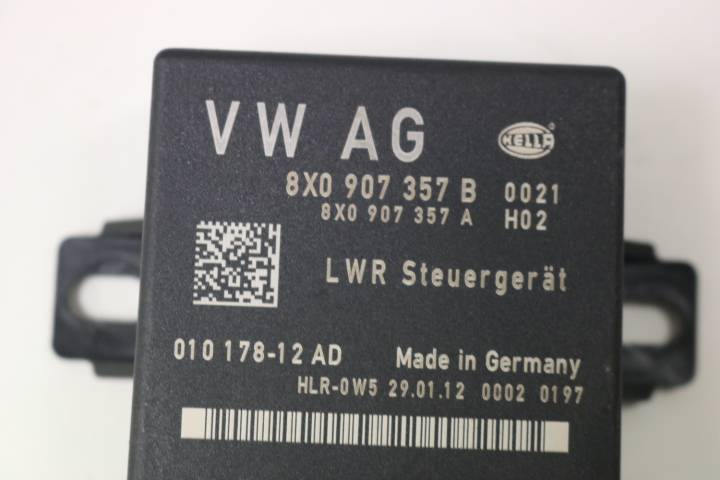 VW AG HELLA
8X0 907 357 B 0021
8X0 907 357 A H02
LWR Steuergerät
010 178-12 AD Made in Germany
HLR-0W5 29.01.12 0002 0197